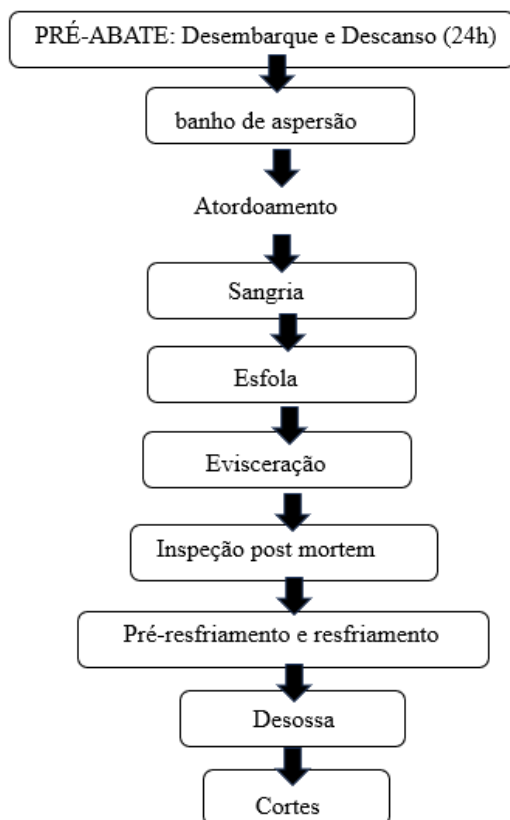 PRÉ-ABATE: Desembarque e Descanso (24h)
banho de aspersão
Atordoamento
Sangria
Esfola
Evisceração
Inspeção post mortem
Pré-resfriamento e resfriamento
Desossa
Cortes